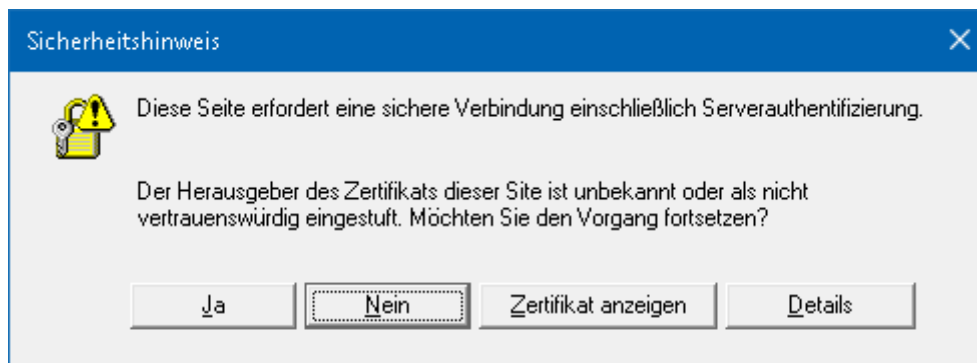 Sicherheitshinweis
Diese Seite erfordert eine sichere Verbindung einschließlich Serverauthentifizierung.
Der Herausgeber des Zertifikats dieser Site ist unbekannt oder als nicht
vertrauenswürdig eingestuft. Möchten Sie den Vorgang fortsetzen?
Ja Nein Zertifikat anzeigen Details